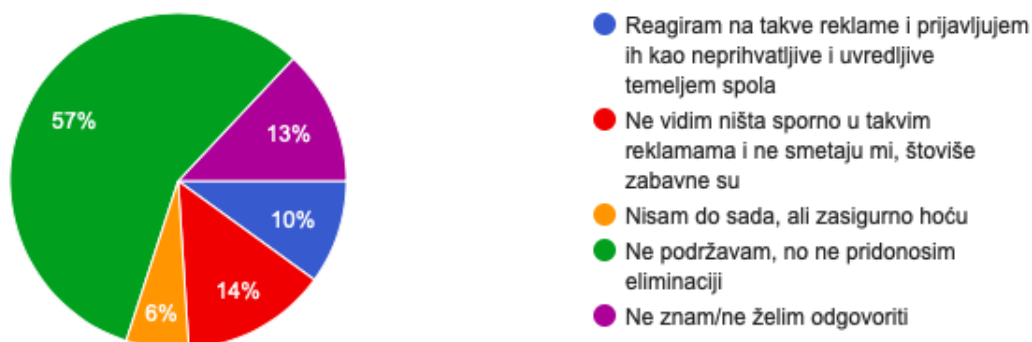 57%
13%
10%
14%
6%
Reagiram na takve reklame i prijavljujem
ih kao neprihvatljive i uvredljive
temeljem spola
Ne vidim ništa sporno u takvim
reklamama i ne smetaju mi, štoviše
zabavne su
Nisam do sada, ali zasigurno hoću
Ne podržavam, no ne pridonosim
eliminaciji
Ne znam/ne želim odgovoriti